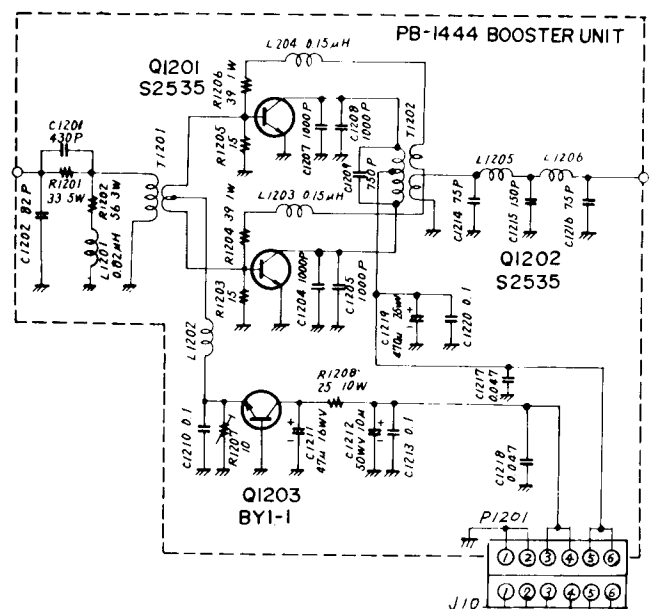 PB-1444 BOOSTER UNIT
L204 0.15μH
Q1201
S2535
R1206
39 1W
R1205
15
C1207 1000P
C1208
1000P
T1202
C1209
750P
C1201
430P
R1201
33 5W
R1202
56 3W
C1202 82P
L1201
0.02μH
T1201
L1203 0.15μH
R1204 39 1W
R1203
15
C1204 1000P
C1205
1000P
L1205
L1206
C1214 75P
C1215 150P
C1216 75P
Q1202
S2535
L1202
C1219
470μ 25WV
C1220 0.1
R1208
25 10W
C1217
0.047
C1210 0.1
R1207
10
C1211
47μ 16WV
C1212
50WV 10μ
C1213 0.1
C1218
0.047
Q1203
BY1-1
P1201
1 2 3 4 5 6
1 2 3 4 5 6
J10